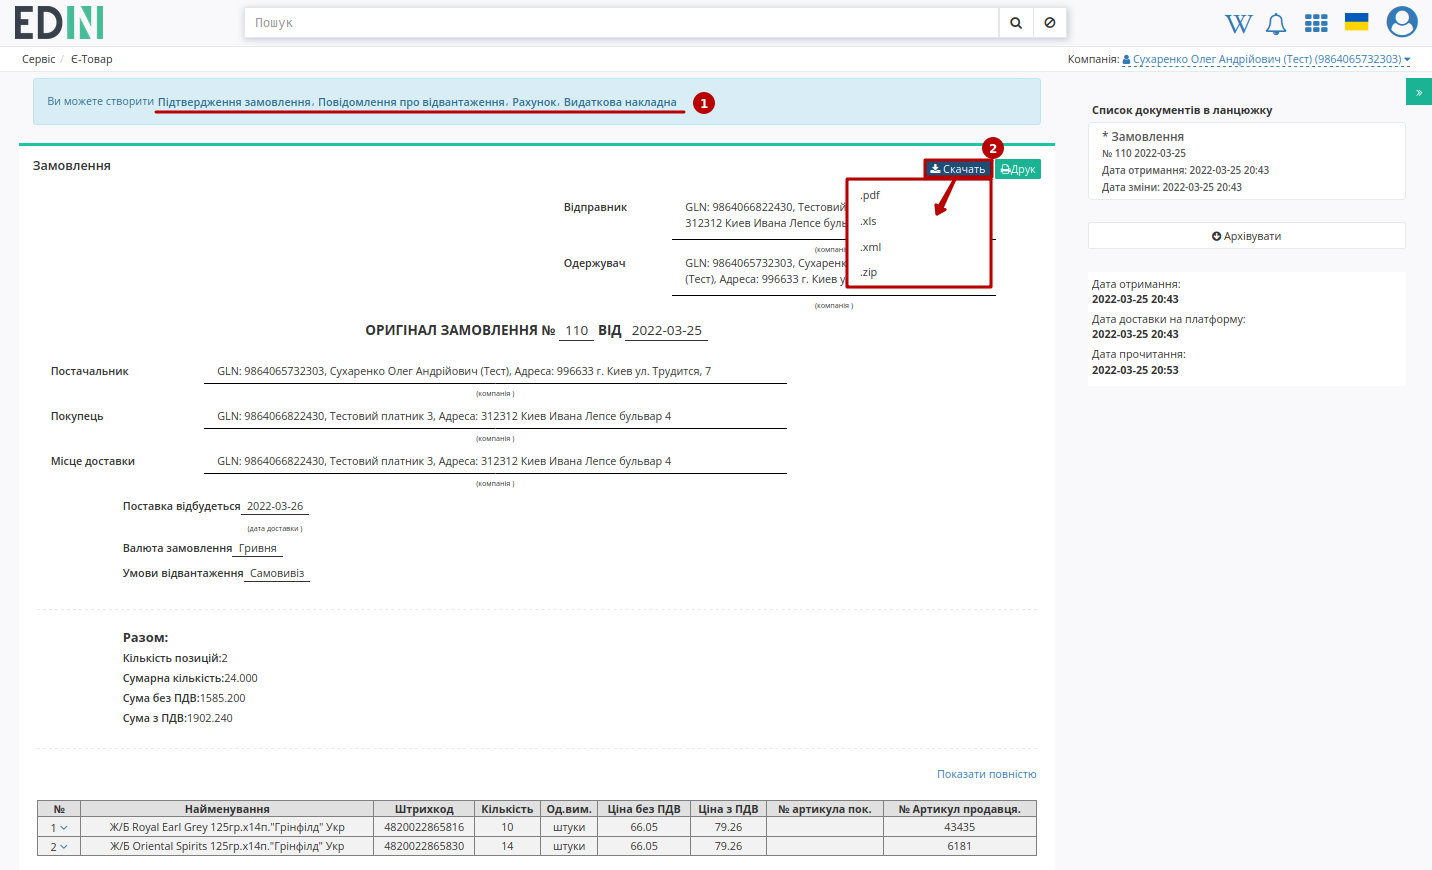 EDIN
Пошук
Сервіс / Є-Товар
Компанія: Сухаренко Олег Андрійович (Тест) (9864065732303)
Ви можете створити Підтвердження замовлення, Повідомлення про відвантаження, Рахунок, Видаткова накладна
1
»
Список документів в ланцюжку
* Замовлення
№ 110 2022-03-25
Дата отримання: 2022-03-25 20:43
Дата зміни: 2022-03-25 20:43
Архівувати
Дата отримання:
2022-03-25 20:43
Дата доставки на платформу:
2022-03-25 20:43
Дата прочитання:
2022-03-25 20:53
Замовлення
2
Скачать
Друк
.pdf
.xls
.xml
.zip
Відправник GLN: 9864066822430, Тестовий
312312 Киев Ивана Лепсе
Одержувач GLN: 9864065732303,
(Тест), Адреса: 996633 г. Киев
(компанія )
ОРИГІНАЛ ЗАМОВЛЕННЯ № 110 ВІД 2022-03-25
Постачальник GLN: 9864065732303, Сухаренко Олег Андрійович (Тест), Адреса: 996633 г. Киев ул. Трудится, 7
(компанія )
Покупець GLN: 9864066822430, Тестовий платник 3, Адреса: 312312 Киев Ивана Лепсе бульвар 4
(компанія )
Місце доставки GLN: 9864066822430, Тестовий платник 3, Адреса: 312312 Киев Ивана Лепсе бульвар 4
(компанія )
Поставка відбудеться 2022-03-26
(дата доставки )
Валюта замовлення Гривня
Умови відвантаження Самовивіз
Разом:
Кількість позицій:2
Сумарна кількість:24.000
Сума без ПДВ:1585.200
Сума з ПДВ:1902.240
Показати повністю
№ Найменування Штрихкод Кількість Од.вим. Ціна без ПДВ Ціна з ПДВ № артикула пок. № Артикул продавця.
1 Ж/Б Royal Earl Grey 125гр.х14п."Грінфілд" Укр 4820022865816 10 штуки 66.05 79.26 43435
2 Ж/Б Oriental Spirits 125гр.х14п."Грінфілд" Укр 4820022865830 14 штуки 66.05 79.26 6181